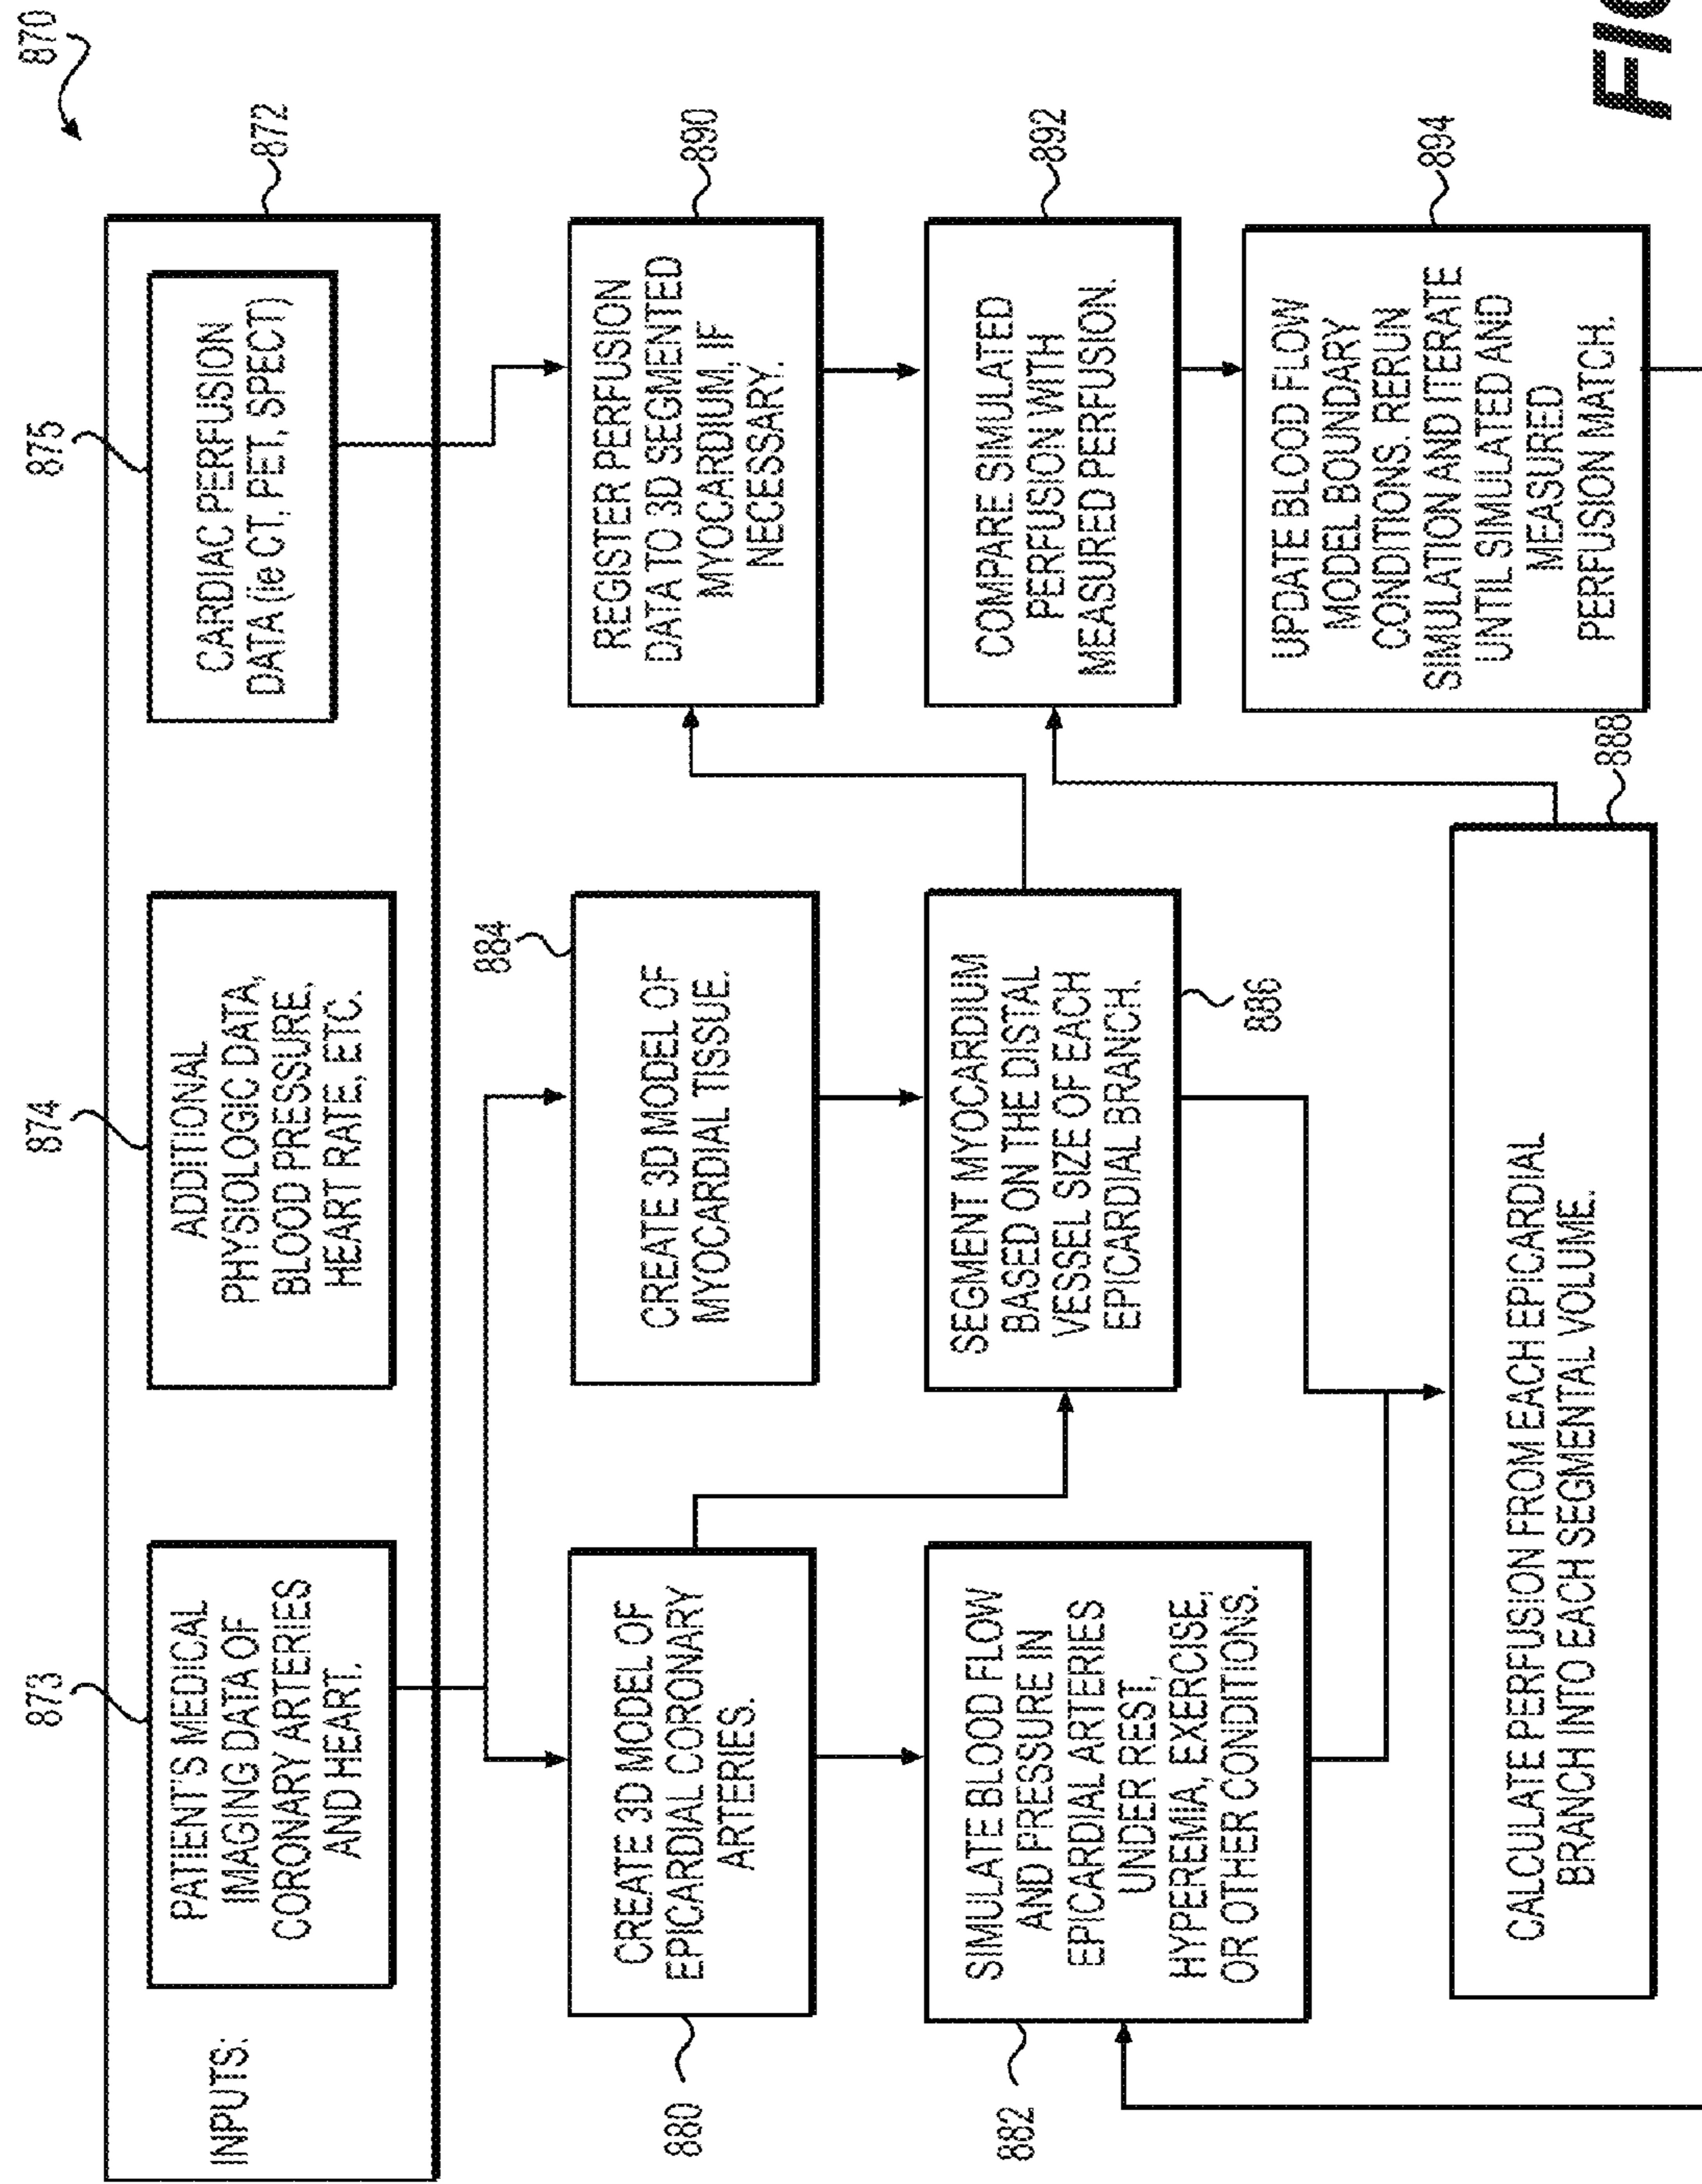 870
872
INPUTS:
873
PATIENT'S MEDICAL
IMAGING DATA OF
CORONARY ARTERIES
AND HEART.
874
ADDITIONAL
PHYSIOLOGIC DATA,
BLOOD PRESSURE,
HEART RATE, ETC.
875
CARDIAC PERFUSION
DATA (ie CT, PET, SPECT)
880
CREATE 3D MODEL OF
EPICARDIAL CORONARY
ARTERIES.
884
CREATE 3D MODEL OF
MYOCARDIAL TISSUE.
890
REGISTER PERFUSION
DATA TO 3D SEGMENTED
MYOCARDIUM, IF
NECESSARY.
882
SIMULATE BLOOD FLOW
AND PRESSURE IN
EPICARDIAL ARTERIES
UNDER REST,
HYPEREMIA, EXERCISE,
OR OTHER CONDITIONS.
SEGMENT MYOCARDIUM
BASED ON THE DISTAL
VESSEL SIZE OF EACH
EPICARDIAL BRANCH.
886
892
COMPARE SIMULATED
PERFUSION WITH
MEASURED PERFUSION.
894
UPDATE BLOOD FLOW
MODEL BOUNDARY
CONDITIONS. RERUN
SIMULATION AND ITERATE
UNTIL SIMULATED AND
MEASURED
PERFUSION MATCH.
888
CALCULATE PERFUSION FROM EACH EPICARDIAL
BRANCH INTO EACH SEGMENTAL VOLUME.